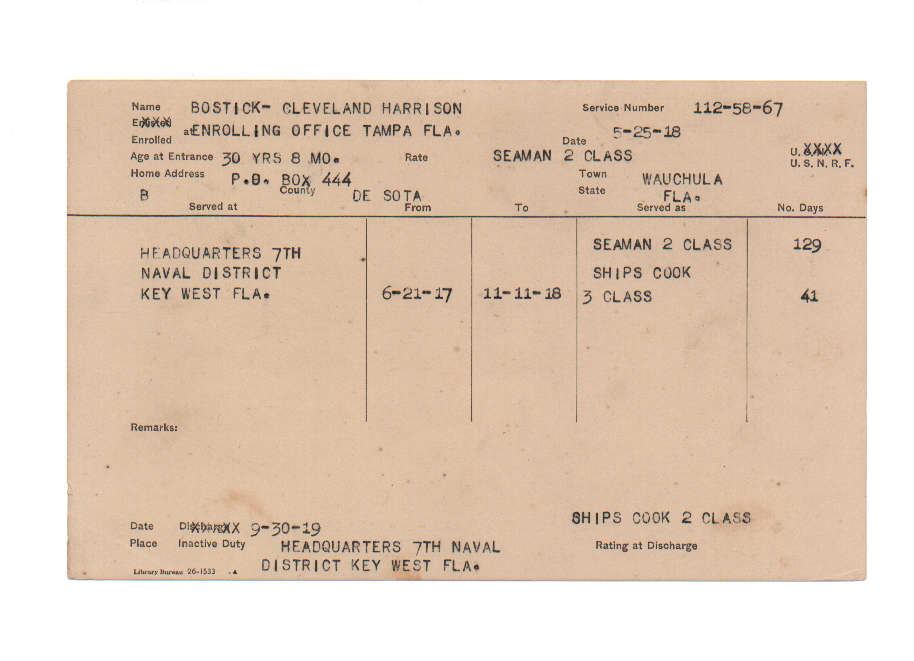 Name BOSTICK- CLEVELAND HARRISON Service Number 112-58-67
Enlisted at ENROLLING OFFICE TAMPA FLA. Date 5-25-18
Enrolled
Age at Entrance 30 YRS 8 MO. Rate SEAMAN 2 CLASS U. S. N. XXXX
U. S. N. R. F.
Home Address P.O. BOX 444 Town WAUCHULA
B County DE SOTA State FLA.
Served at From To Served as No. Days
HEADQUARTERS 7TH SEAMAN 2 CLASS 129
NAVAL DISTRICT SHIPS COOK
KEY WEST FLA. 6-21-17 11-11-18 3 CLASS 41
Remarks:
SHIPS COOK 2 CLASS
Date Discharge 9-30-19
Place Inactive Duty HEADQUARTERS 7TH NAVAL Rating at Discharge
DISTRICT KEY WEST FLA.
Library Bureau 26-1533 .A